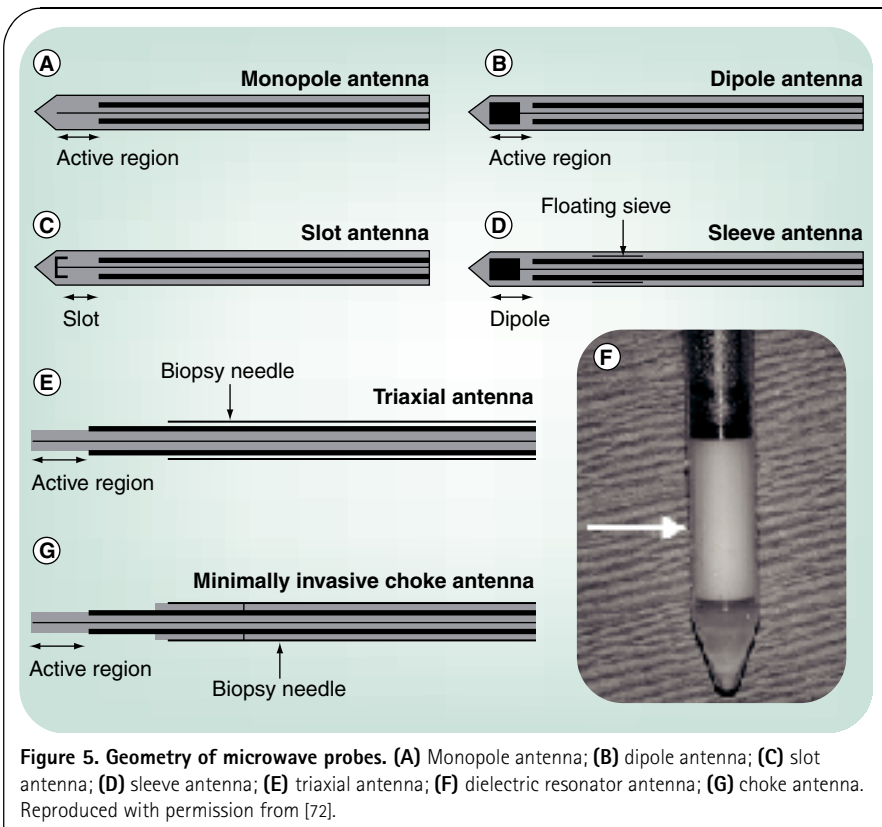 A
Monopole antenna
Active region
B
Dipole antenna
Active region
C
Slot antenna
Slot
Floating sieve
D
Sleeve antenna
Dipole
E
Biopsy needle
Triaxial antenna
Active region
F
G
Minimally invasive choke antenna
Active region
Biopsy needle
Figure 5. Geometry of microwave probes. (A) Monopole antenna; (B) dipole antenna; (C) slot
antenna; (D) sleeve antenna; (E) triaxial antenna; (F) dielectric resonator antenna; (G) choke antenna.
Reproduced with permission from [72].